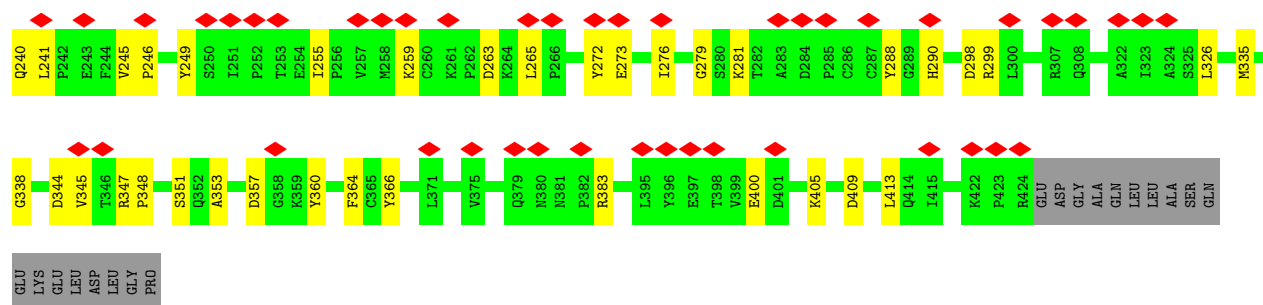 Q240 L241 P242 E243 F244 V245 P246 Y249 S250 I251 P252 T253 E254 I255 P256 V257 M258 K259 C260 K261 P262 D263 K264 L265 P266 Y272 E273 I276 G279 S280 K281 T282 A283 D284 P285 C286 C287 Y288 G289 H290 D298 R299 L300 R307 Q308 A322 I323 A324 S325 L326 M335
G338 D344 V345 T346 R347 P348 S351 Q352 A353 D357 G358 K359 Y360 F364 C365 Y366 L371 V375 Q379 N380 N381 P382 R383 L395 Y396 E397 T398 V399 E400 D401 K405 D409 L413 Q414 I415 K422 P423 R424 GLU ASP GLY ALA GLN LEU LEU ALA SER GLN
GLU LYS GLU LEU ASP LEU GLY PRO